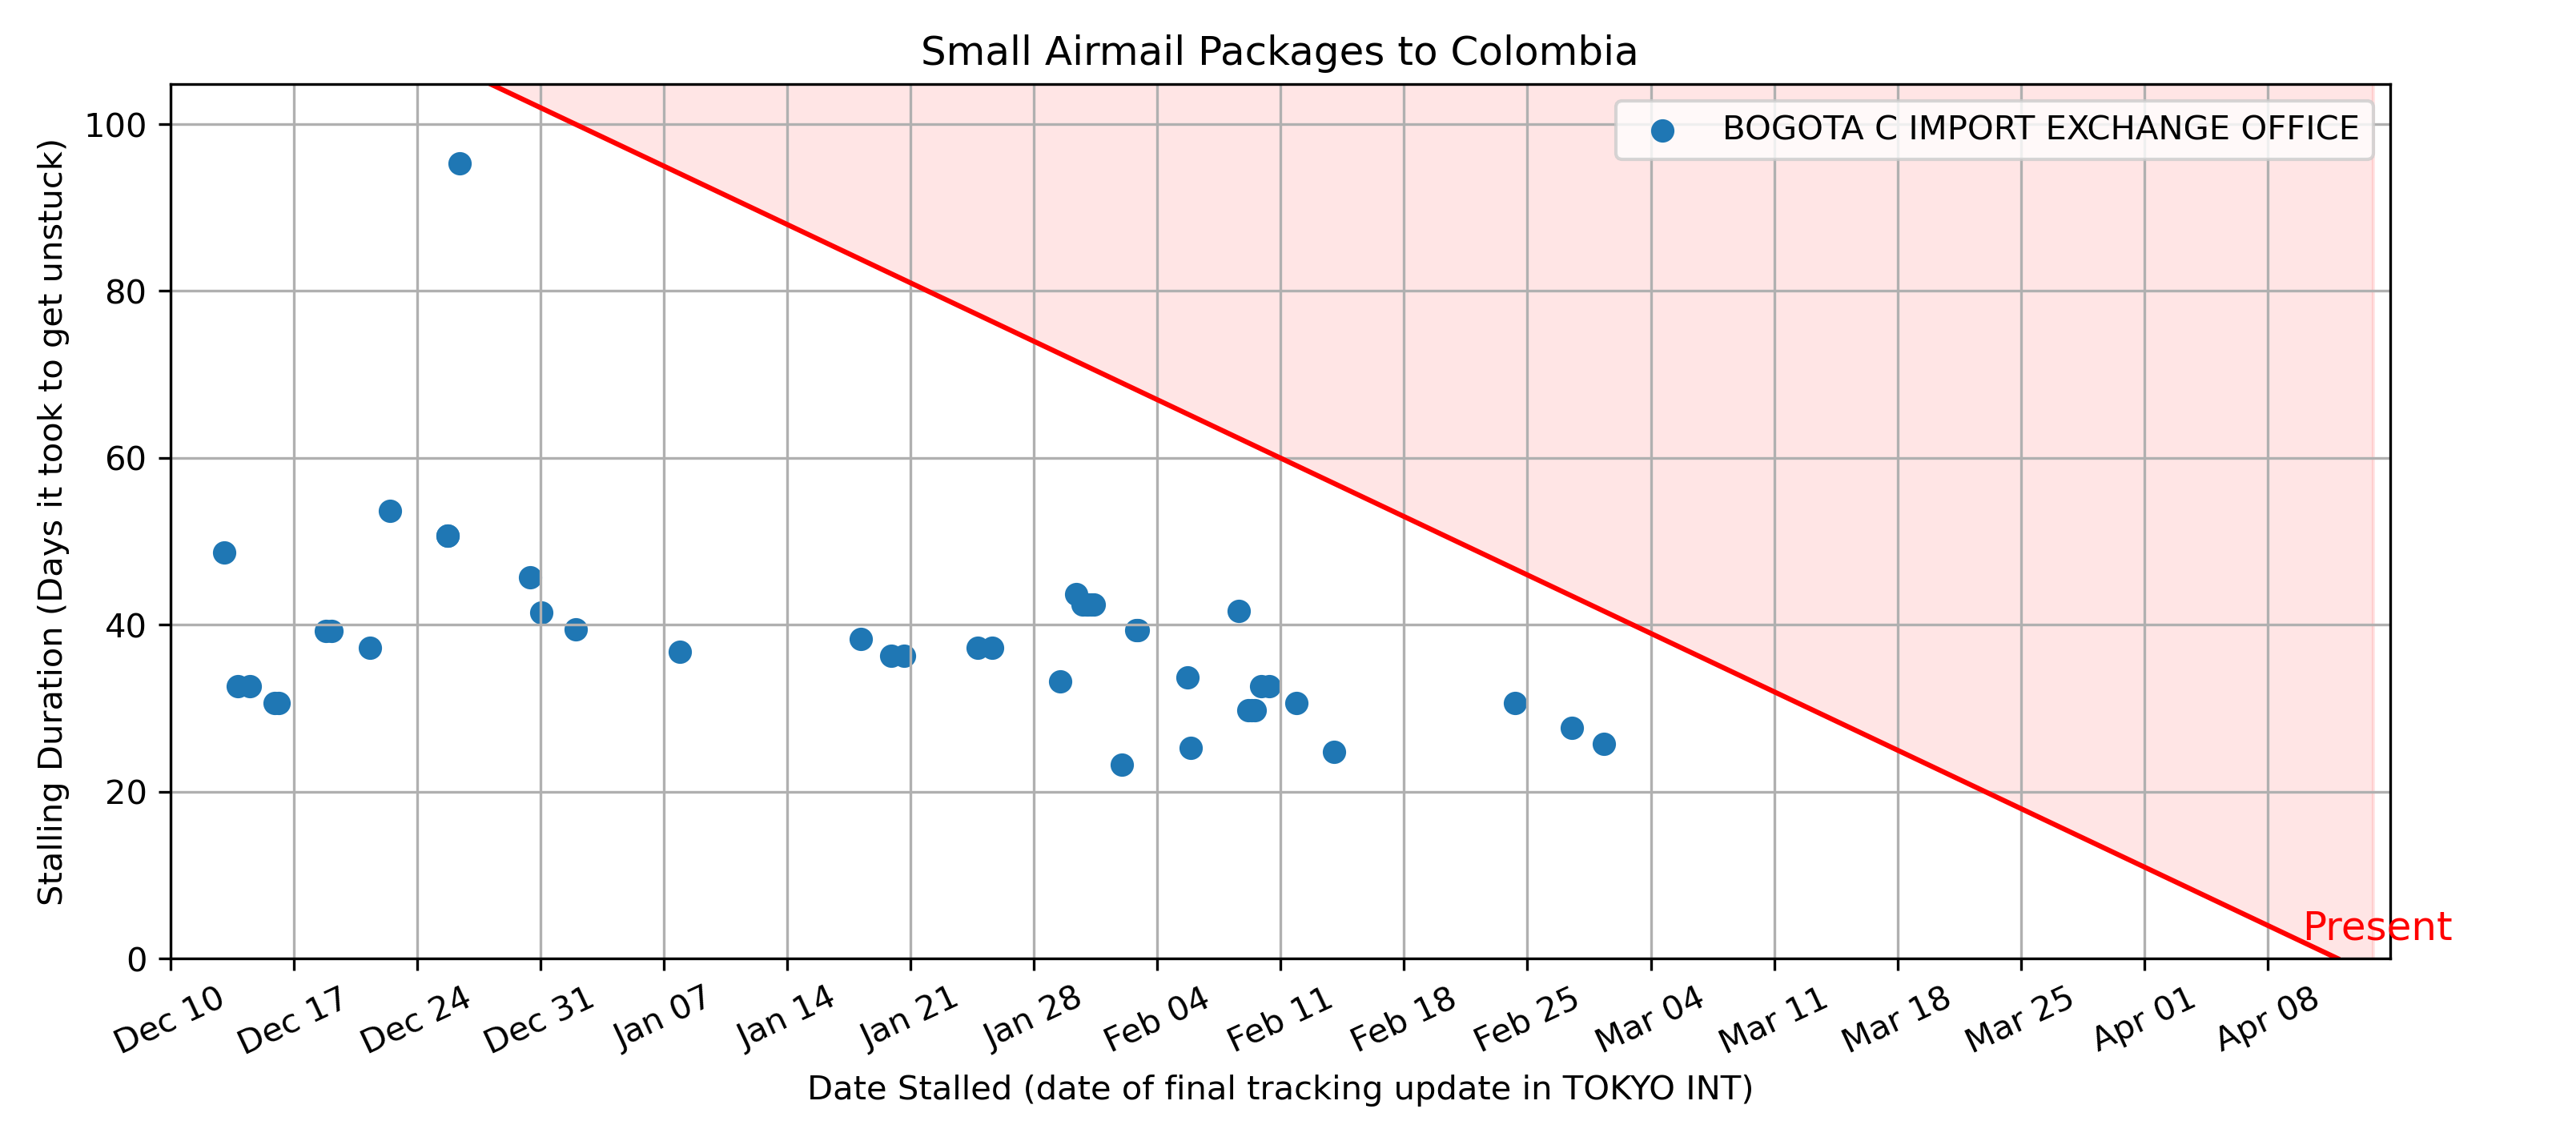 Small Airmail Packages to Colombia
BOGOTA C IMPORT EXCHANGE OFFICE
Stalling Duration (Days it took to get unstuck)
100
80
60
40
20
0
Present
Dec 10
Dec 17
Dec 24
Dec 31
Jan 07
Jan 14
Jan 21
Jan 28
Feb 04
Feb 11
Feb 18
Feb 25
Mar 04
Mar 11
Mar 18
Mar 25
Apr 01
Apr 08
Date Stalled (date of final tracking update in TOKYO INT)